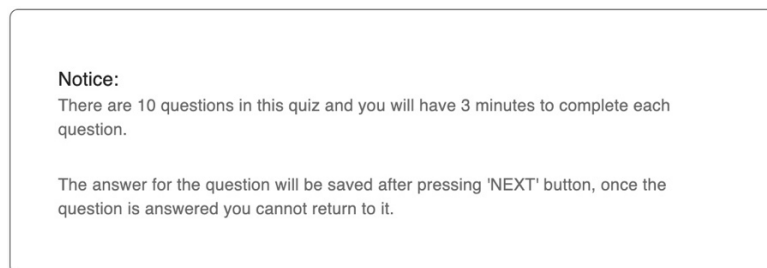 Notice:
There are 10 questions in this quiz and you will have 3 minutes to complete each
question.
The answer for the question will be saved after pressing 'NEXT' button, once the
question is answered you cannot return to it.